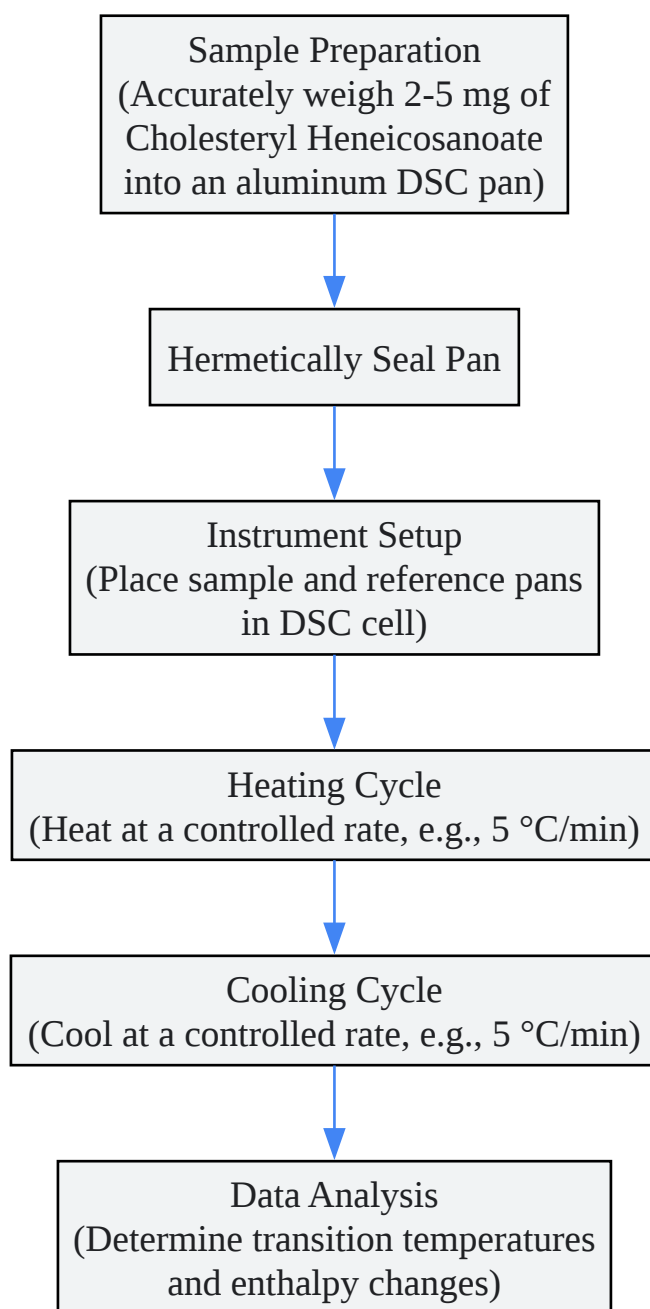 Sample Preparation
(Accurately weigh 2-5 mg of
Cholesteryl Heneicosanoate
into an aluminum DSC pan)
Hermetically Seal Pan
Instrument Setup
(Place sample and reference pans
in DSC cell)
Heating Cycle
(Heat at a controlled rate, e.g., 5 °C/min)
Cooling Cycle
(Cool at a controlled rate, e.g., 5 °C/min)
Data Analysis
(Determine transition temperatures
and enthalpy changes)